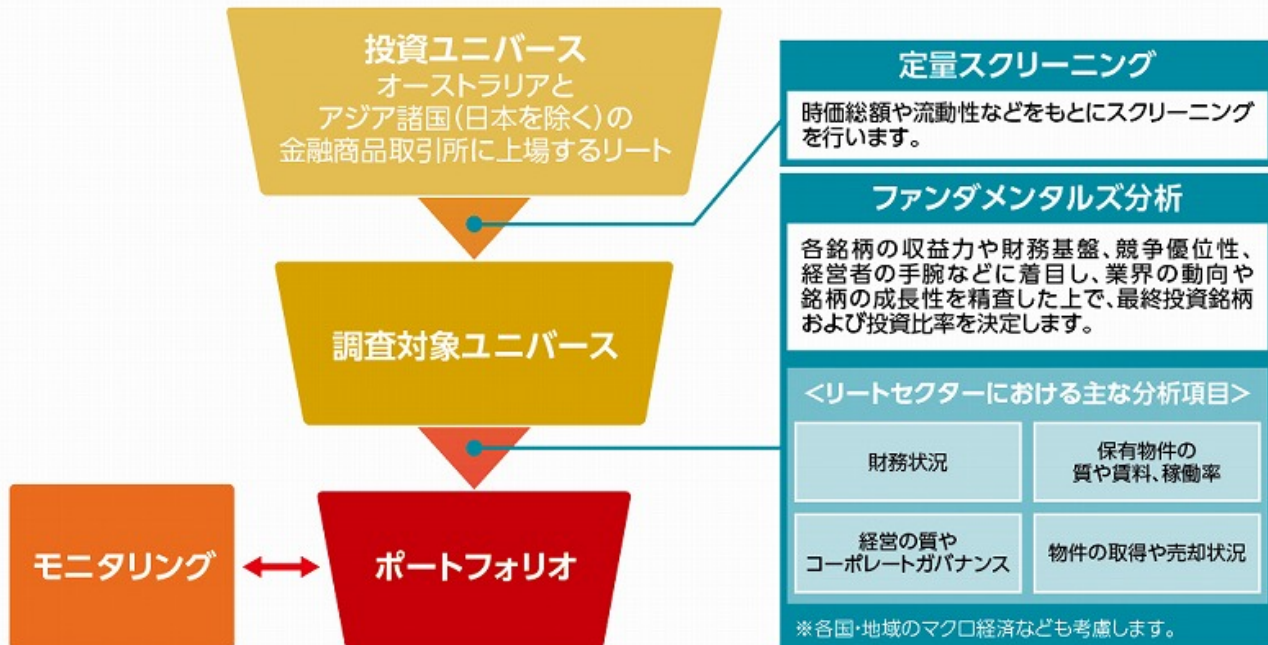 投資ユニバース
オーストラリアと
アジア諸国(日本を除く)の
金融商品取引所に上場するリート
定量スクリーニング
時価総額や流動性などをもとにスクリーニング
を行います。
ファンダメンタルズ分析
各銘柄の収益力や財務基盤、競争優位性、
経営者の手腕などに着目し、業界の動向や
銘柄の成長性を精査した上で、最終投資銘柄
および投資比率を決定します。
調査対象ユニバース
<リートセクターにおける主な分析項目>
財務状況
保有物件の
質や賃料、稼働率
経営の質や
コーポレートガバナンス
物件の取得や売却状況
※各国・地域のマクロ経済なども考慮します。
モニタリング
ポートフォリオ